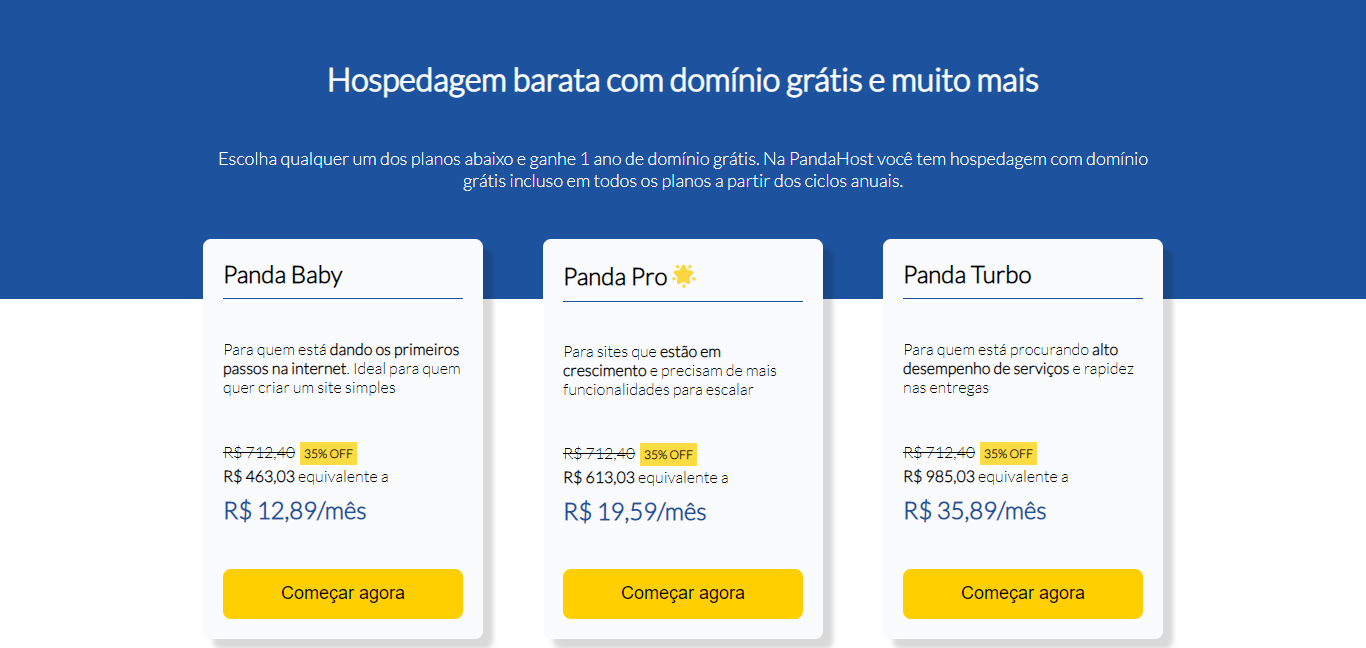 Hospedagem barata com domínio grátis e muito mais
Escolha qualquer um dos planos abaixo e ganhe 1 ano de domínio grátis. Na PandaHost você tem hospedagem com domínio
grátis incluso em todos os planos a partir dos ciclos anuais.
Panda Baby
Para quem está dando os primeiros
passos na internet. Ideal para quem
quer criar um site simples
R$ 712,40 35% OFF
R$ 463,03 equivalente a
R$ 12,89/mês
Começar agora
Panda Pro
Para sites que estão em
crescimento e precisam de mais
funcionalidades para escalar
R$ 712,40 35% OFF
R$ 613,03 equivalente a
R$ 19,59/mês
Começar agora
Panda Turbo
Para quem está procurando alto
desempenho de serviços e rapidez
nas entregas
R$ 712,40 35% OFF
R$ 985,03 equivalente a
R$ 35,89/mês
Começar agora